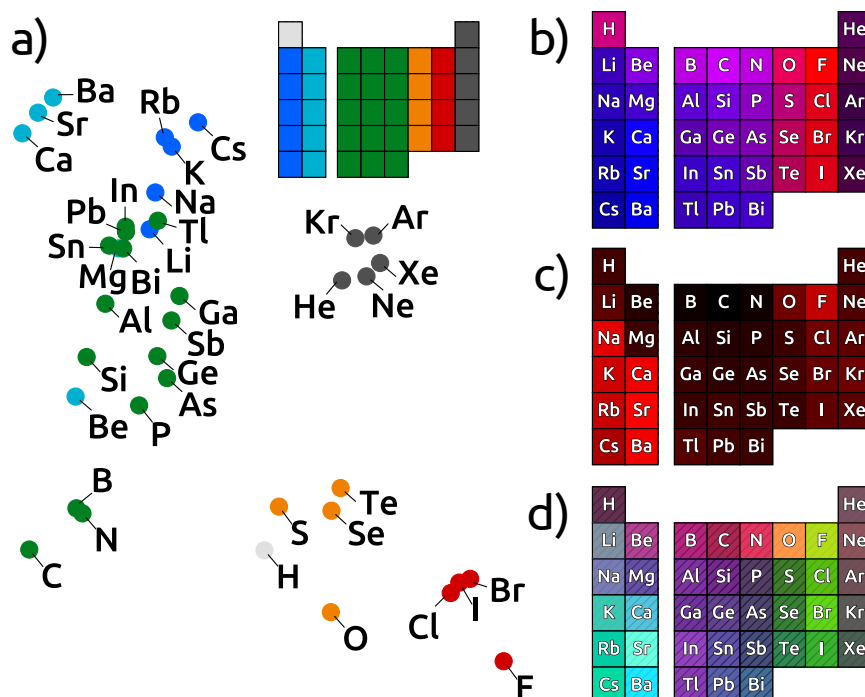 a)
Ba
Sr
Ca
Rb
Cs
K
In
Na
Pb
Tl
Sn
Li
Mg
Bi
Al
Ga
Sb
Si
Ge
As
Be
P
B
N
C
Kr
Ar
Xe
He
Ne
Te
S
Se
H
Br
Cl
I
O
F
b)
H He
Li Be B C N O F Ne
Na Mg Al Si P S Cl Ar
K Ca Ga Ge As Se Br Kr
Rb Sr In Sn Sb Te I Xe
Cs Ba Tl Pb Bi
c)
H He
Li Be B C N O F Ne
Na Mg Al Si P S Cl Ar
K Ca Ga Ge As Se Br Kr
Rb Sr In Sn Sb Te I Xe
Cs Ba Tl Pb Bi
d)
H He
Li Be B C N O F Ne
Na Mg Al Si P S Cl Ar
K Ca Ga Ge As Se Br Kr
Rb Sr In Sn Sb Te I Xe
Cs Ba Tl Pb Bi